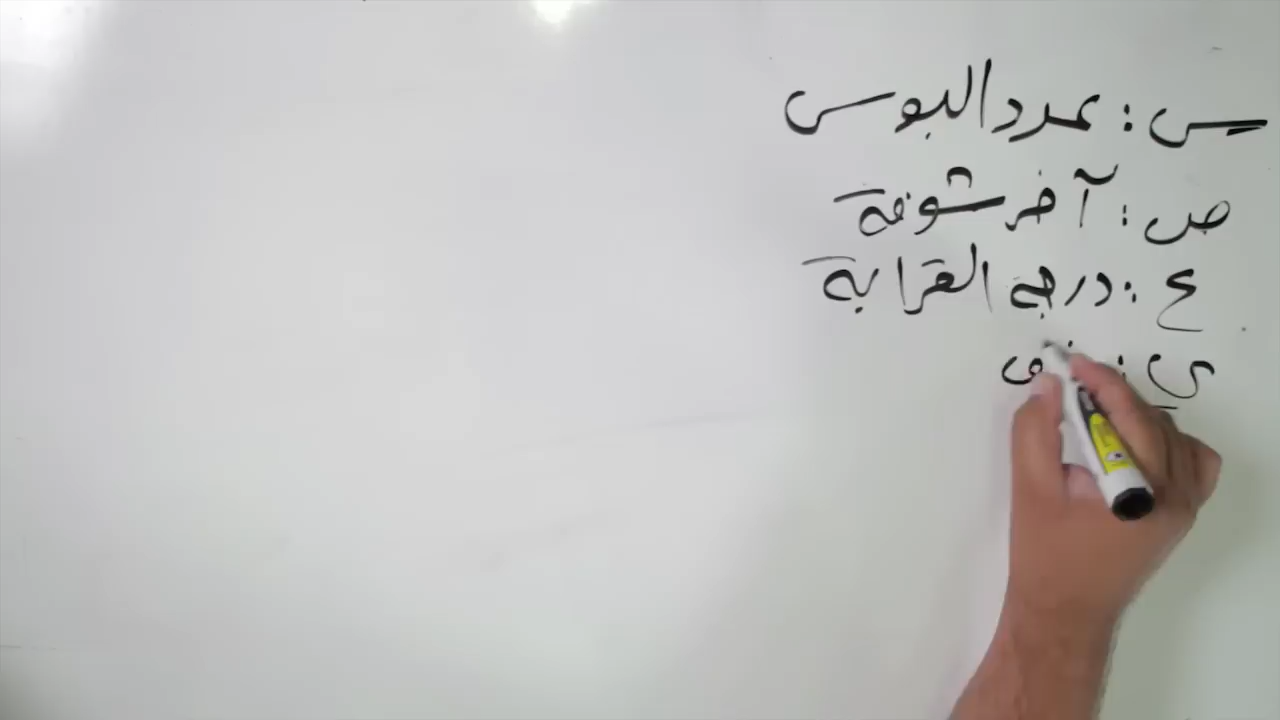 س : عدد البوس
ص : آخر شوفة
ع : درجة القرابة
ي :